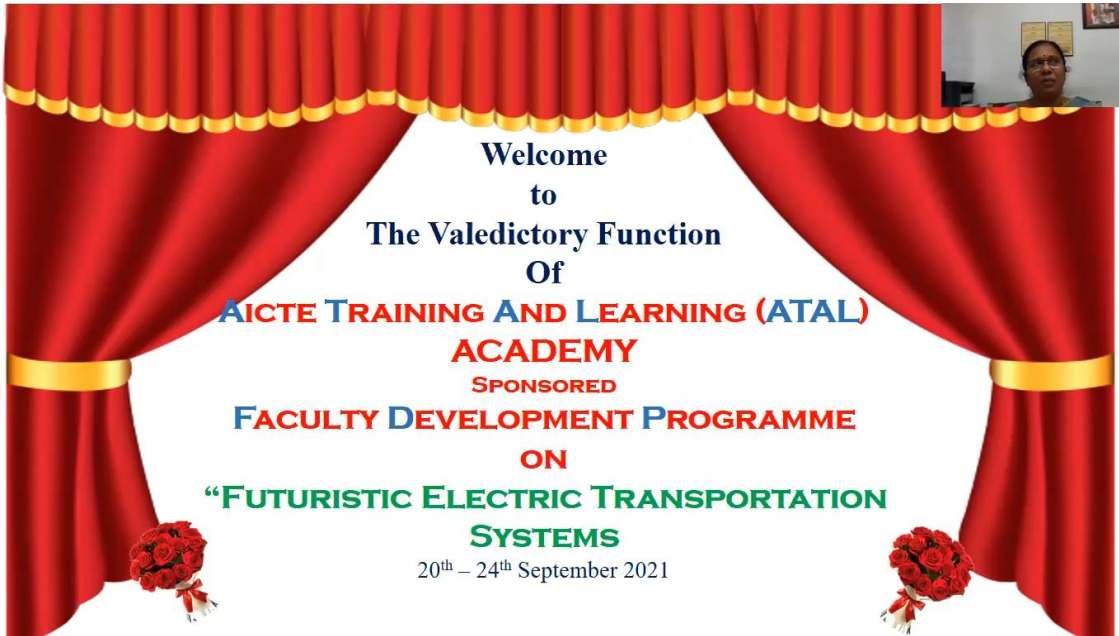 Welcome
to
The Valedictory Function
Of
AICTE TRAINING AND LEARNING (ATAL)
ACADEMY
SPONSORED
FACULTY DEVELOPMENT PROGRAMME
ON
“FUTURISTIC ELECTRIC TRANSPORTATION
SYSTEMS
20th – 24th September 2021